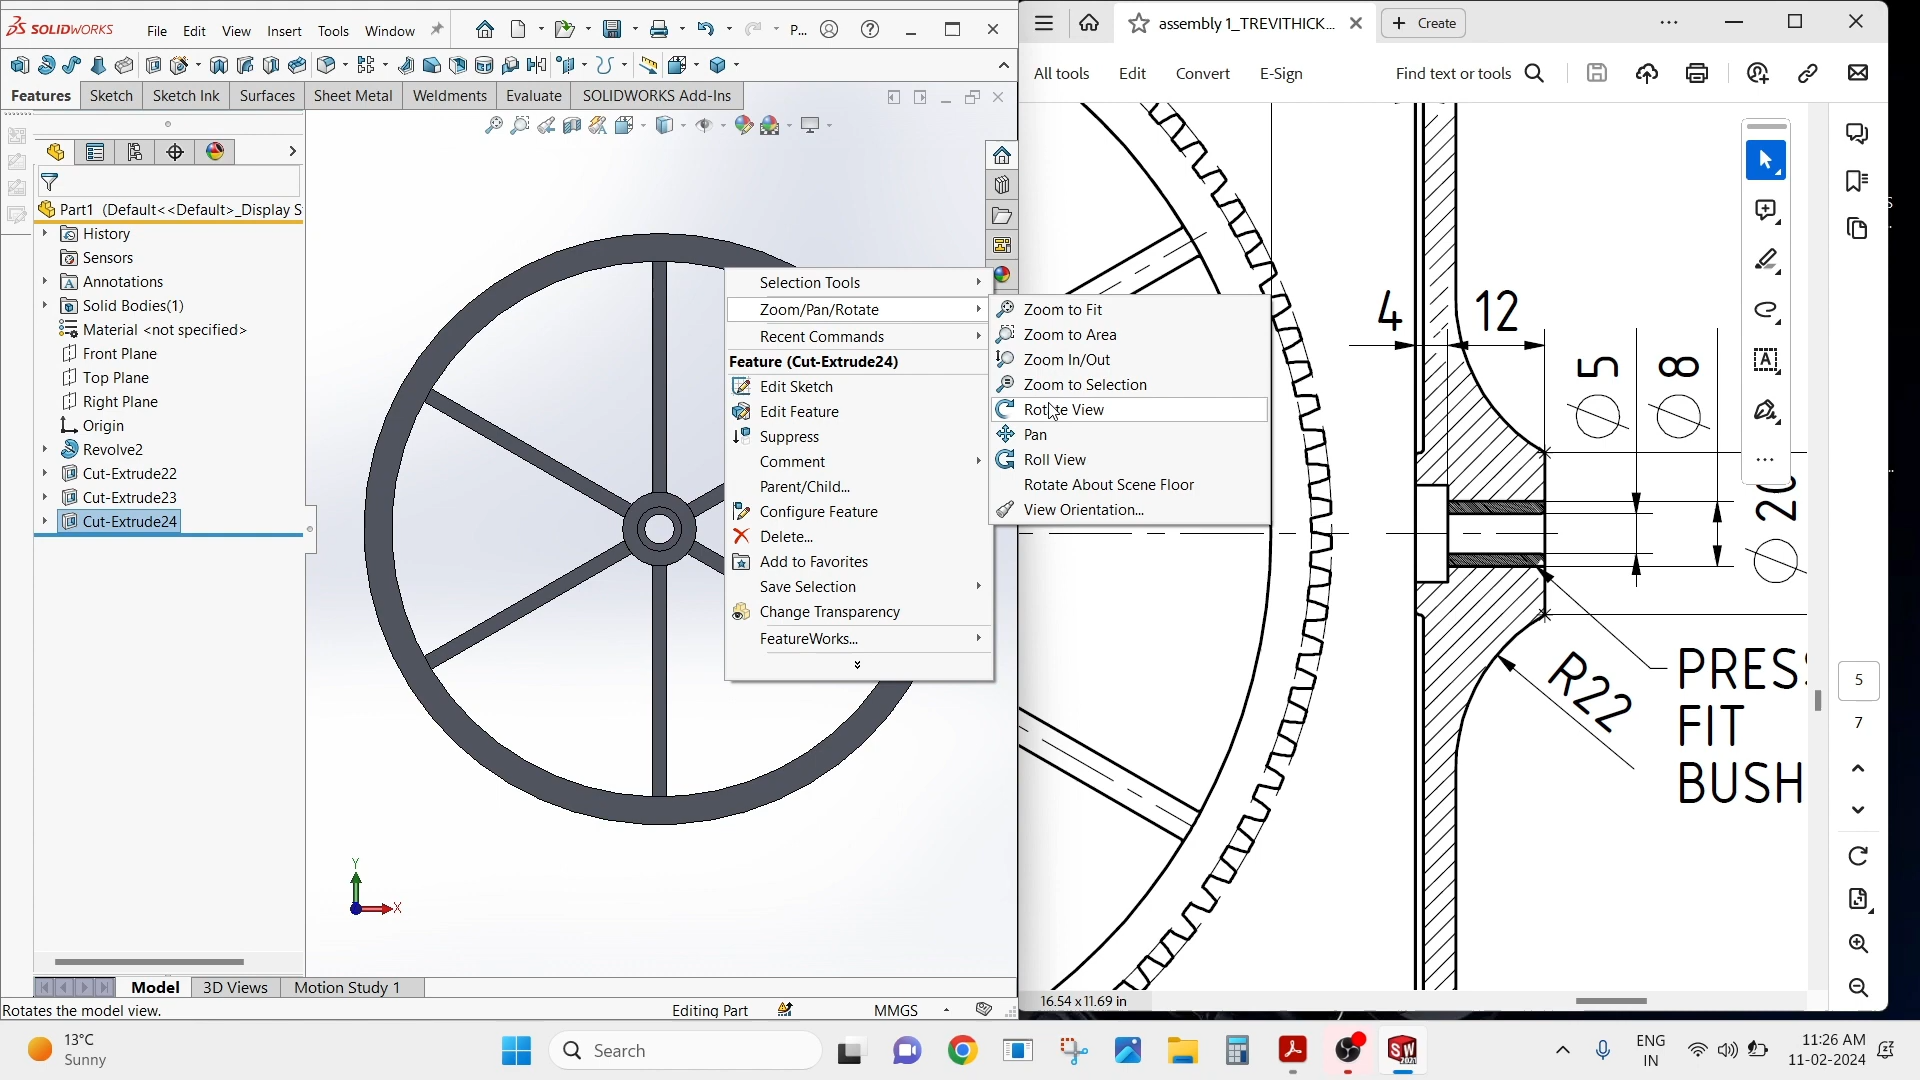 SOLIDWORKS
File Edit View Insert Tools Window
P...
Features Sketch Sketch Ink Surfaces Sheet Metal Weldments Evaluate SOLIDWORKS Add-Ins
Part1 (Default<<Default>_Display S
History
Sensors
Annotations
Solid Bodies(1)
Material <not specified>
Front Plane
Top Plane
Right Plane
Origin
Revolve2
Cut-Extrude22
Cut-Extrude23
Cut-Extrude24
Selection Tools
Zoom/Pan/Rotate
Recent Commands
Feature (Cut-Extrude24)
Edit Sketch
Edit Feature
Suppress
Comment
Parent/Child...
Configure Feature
Delete...
Add to Favorites
Save Selection
Change Transparency
FeatureWorks...
Zoom to Fit
Zoom to Area
Zoom In/Out
Zoom to Selection
Rotate View
Pan
Roll View
Rotate About Scene Floor
View Orientation...
Y
X
Model 3D Views Motion Study 1
Rotates the model view.
Editing Part
MMGS
assembly 1_TREVITHICK...
Create
All tools Edit Convert E-Sign
Find text or tools
4
12
∅5
∅8
∅20
R22
PRESS
FIT
BUSH
5
7
16.54 x 11.69 in
13°C
Sunny
Search
SW
2021
ENG
IN
11:26 AM
11-02-2024